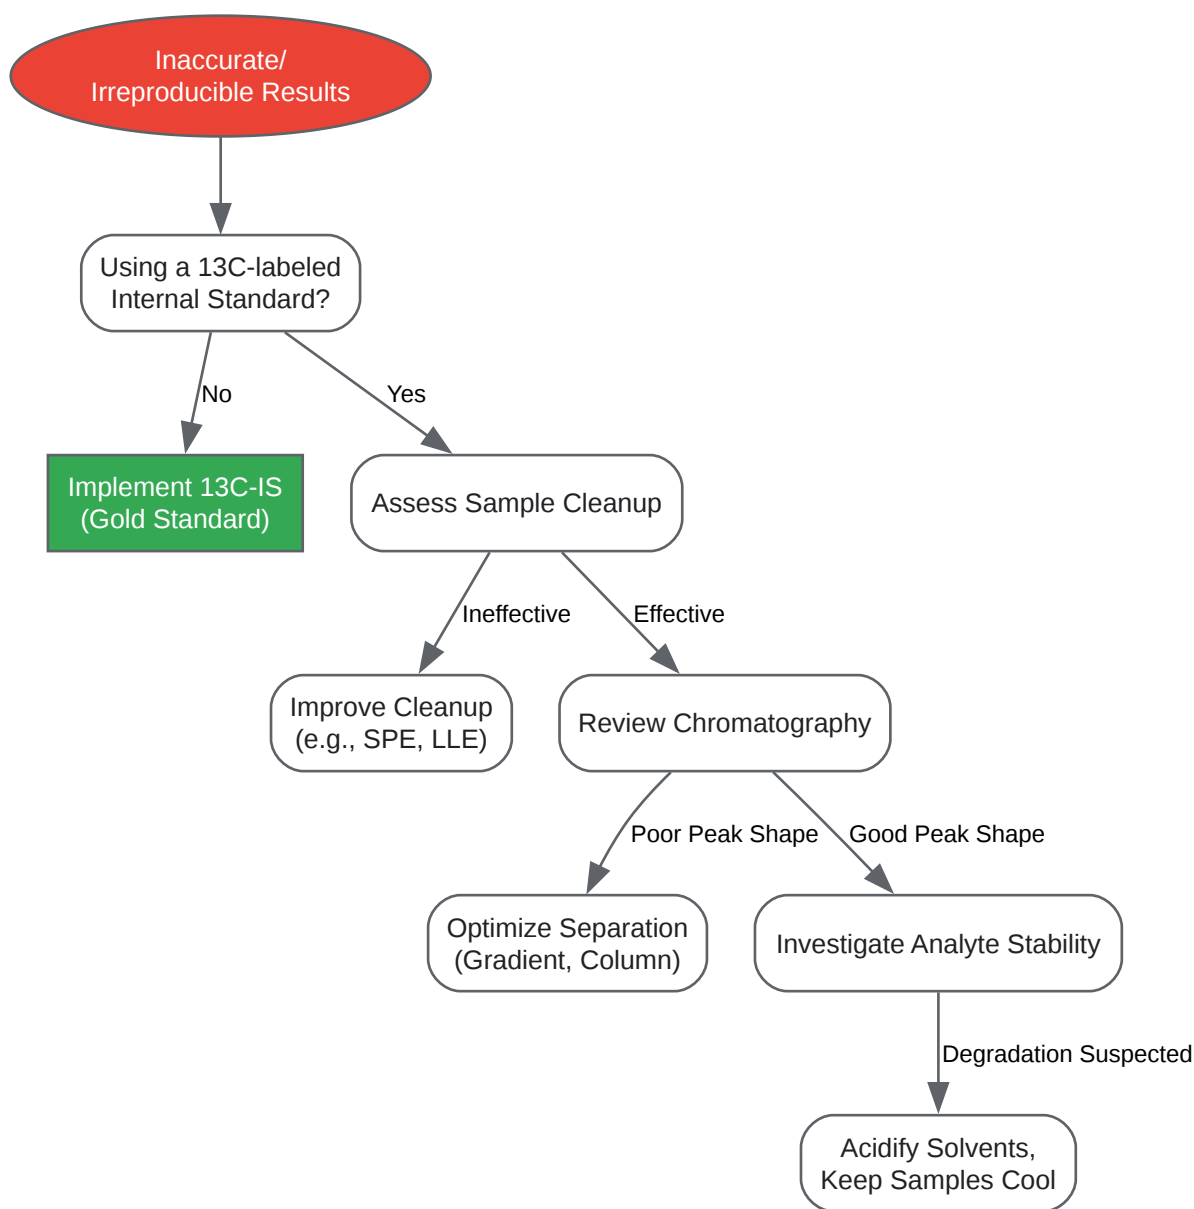 Inaccurate/
Irreproducible Results
Using a 13C-labeled
Internal Standard?
No
Yes
Implement 13C-IS
(Gold Standard)
Assess Sample Cleanup
Ineffective
Effective
Improve Cleanup
(e.g., SPE, LLE)
Review Chromatography
Poor Peak Shape
Good Peak Shape
Optimize Separation
(Gradient, Column)
Investigate Analyte Stability
Degradation Suspected
Acidify Solvents,
Keep Samples Cool